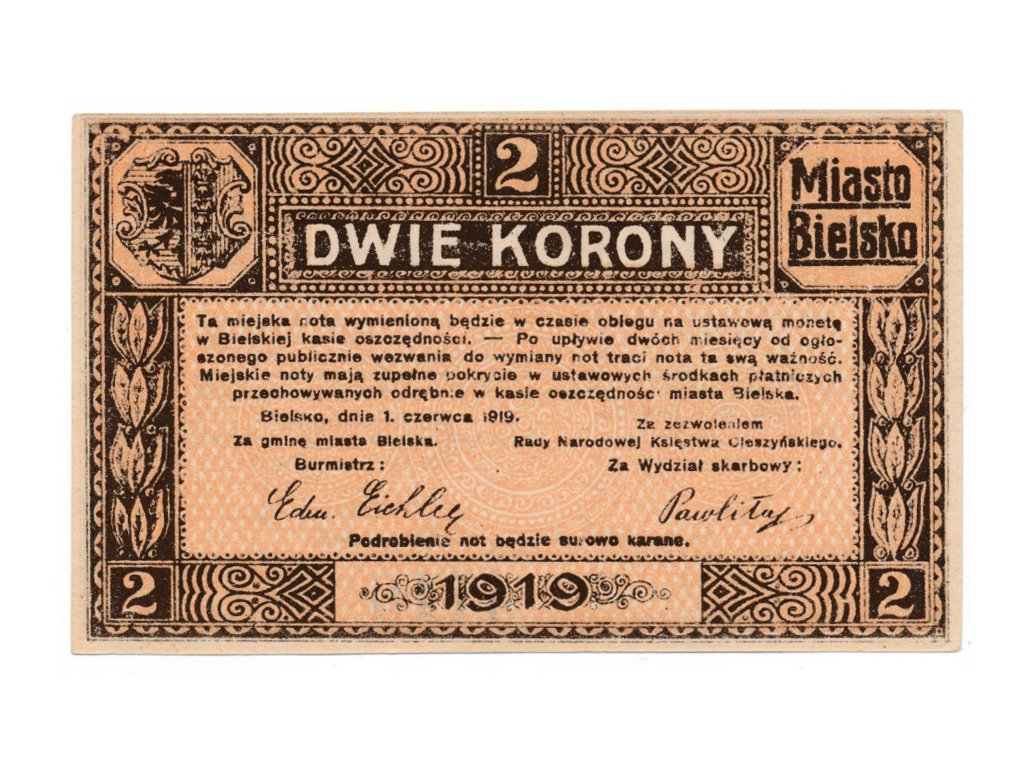 2
Miasto
Bielsko
DWIE KORONY
Ta miejska nota wymienioną będzie w czasie obiegu na ustawową monetę
w Bielskiej kasie oszczędności. — Po upływie dwóch miesięcy od ogło-
szonego publicznie wezwania do wymiany not traci nota ta swą ważność.
Miejskie noty mają zupełne pokrycie w ustawowych środkach płatniczych
przechowywanych odrębnie w kasie oszczędności miasta Bielska.
Bielsko, dnia 1. czerwca 1919.
Za zezwoleniem
Za gminę miasta Bielska.
Rady Narodowej Księstwa Cieszyńskiego.
Burmistrz:
Za Wydział skarbowy:
Edm.
Podrobienie not będzie surowo karane.
2
1919
2